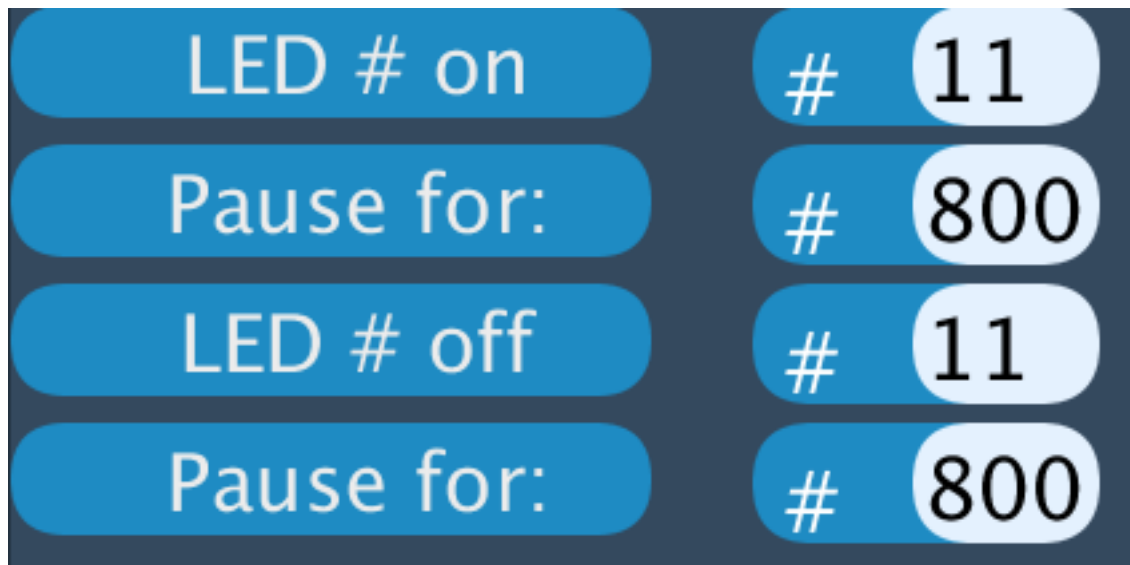 LED # on # 11
Pause for: # 800
LED # off # 11
Pause for: # 800